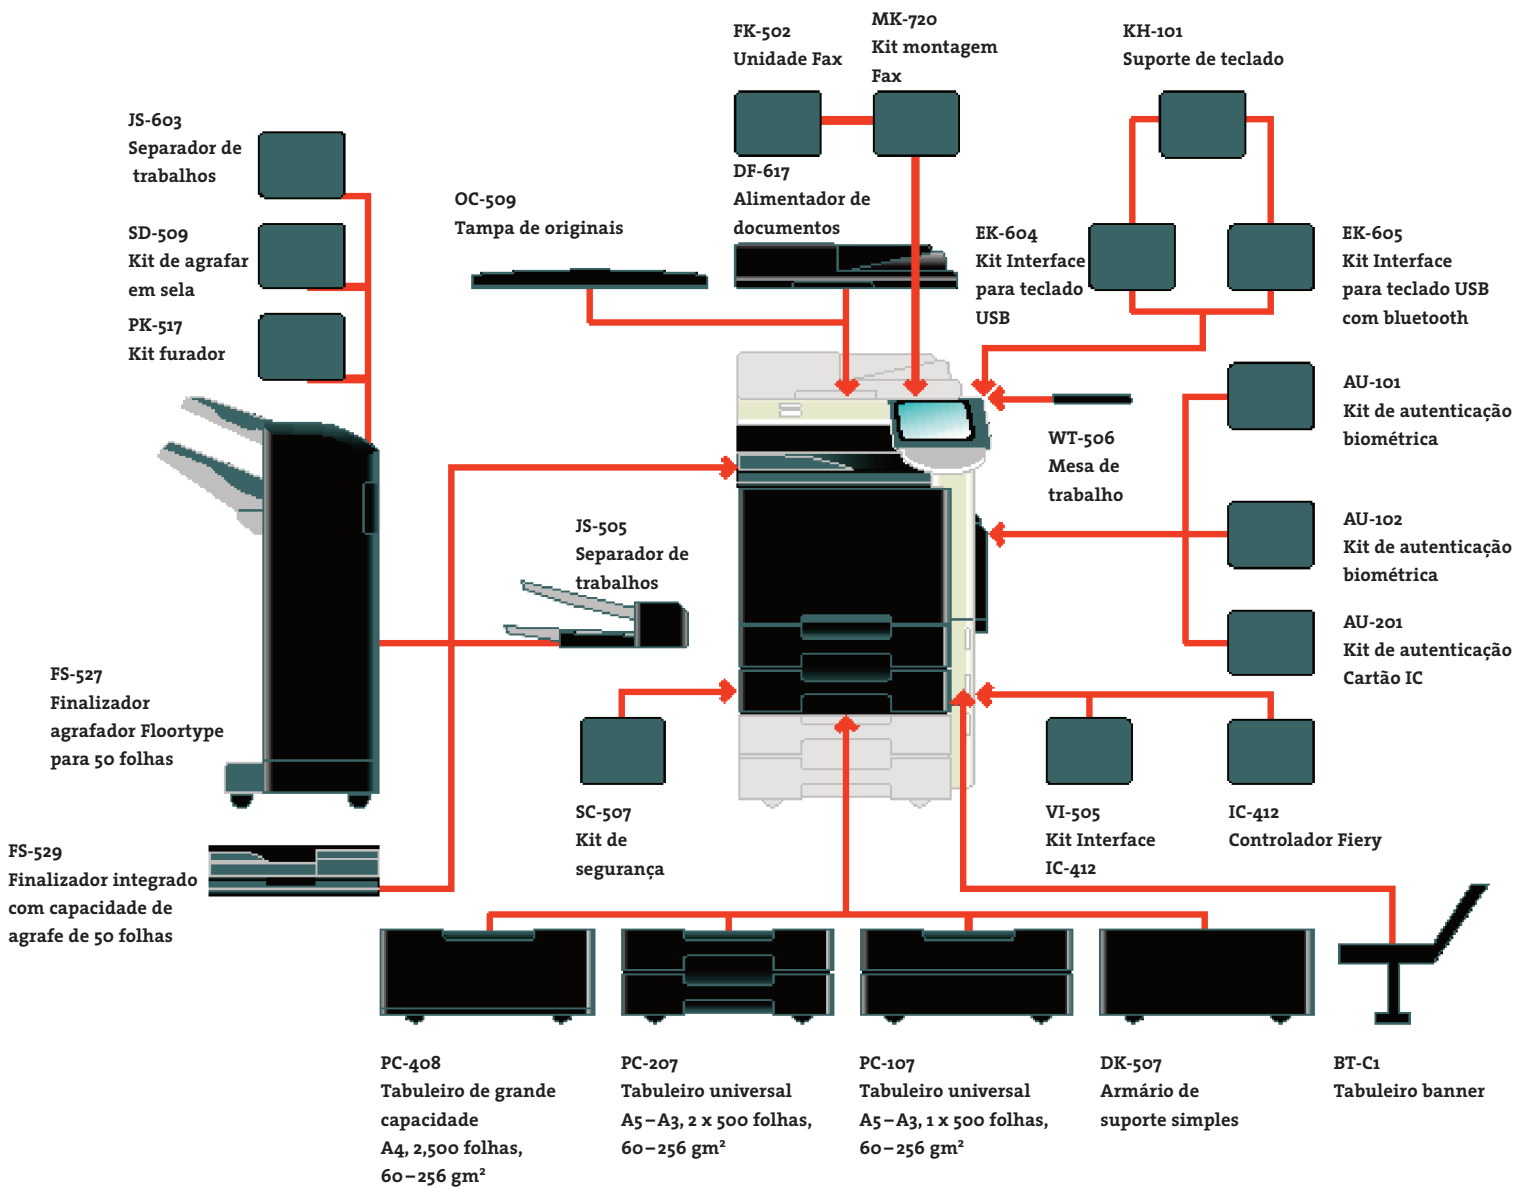 FK-502
Unidade Fax
MK-720
Kit montagem
Fax
KH-101
Suporte de teclado
JS-603
Separador de
trabalhos
SD-509
Kit de agrafar
em sela
PK-517
Kit furador
OC-509
Tampa de originais
DF-617
Alimentador de
documentos
EK-604
Kit Interface
para teclado
USB
EK-605
Kit Interface
para teclado USB
com bluetooth
AU-101
Kit de autenticação
biométrica
WT-506
Mesa de
trabalho
AU-102
Kit de autenticação
biométrica
JS-505
Separador de
trabalhos
AU-201
Kit de autenticação
Cartão IC
FS-527
Finalizador
agrafador Floortype
para 50 folhas
SC-507
Kit de
segurança
VI-505
Kit Interface
IC-412
IC-412
Controlador Fiery
FS-529
Finalizador integrado
com capacidade de
agrafe de 50 folhas
PC-408
Tabuleiro de grande
capacidade
A4, 2,500 folhas,
60–256 gm²
PC-207
Tabuleiro universal
A5–A3, 2 x 500 folhas,
60–256 gm²
PC-107
Tabuleiro universal
A5–A3, 1 x 500 folhas,
60–256 gm²
DK-507
Armário de
suporte simples
BT-C1
Tabuleiro banner